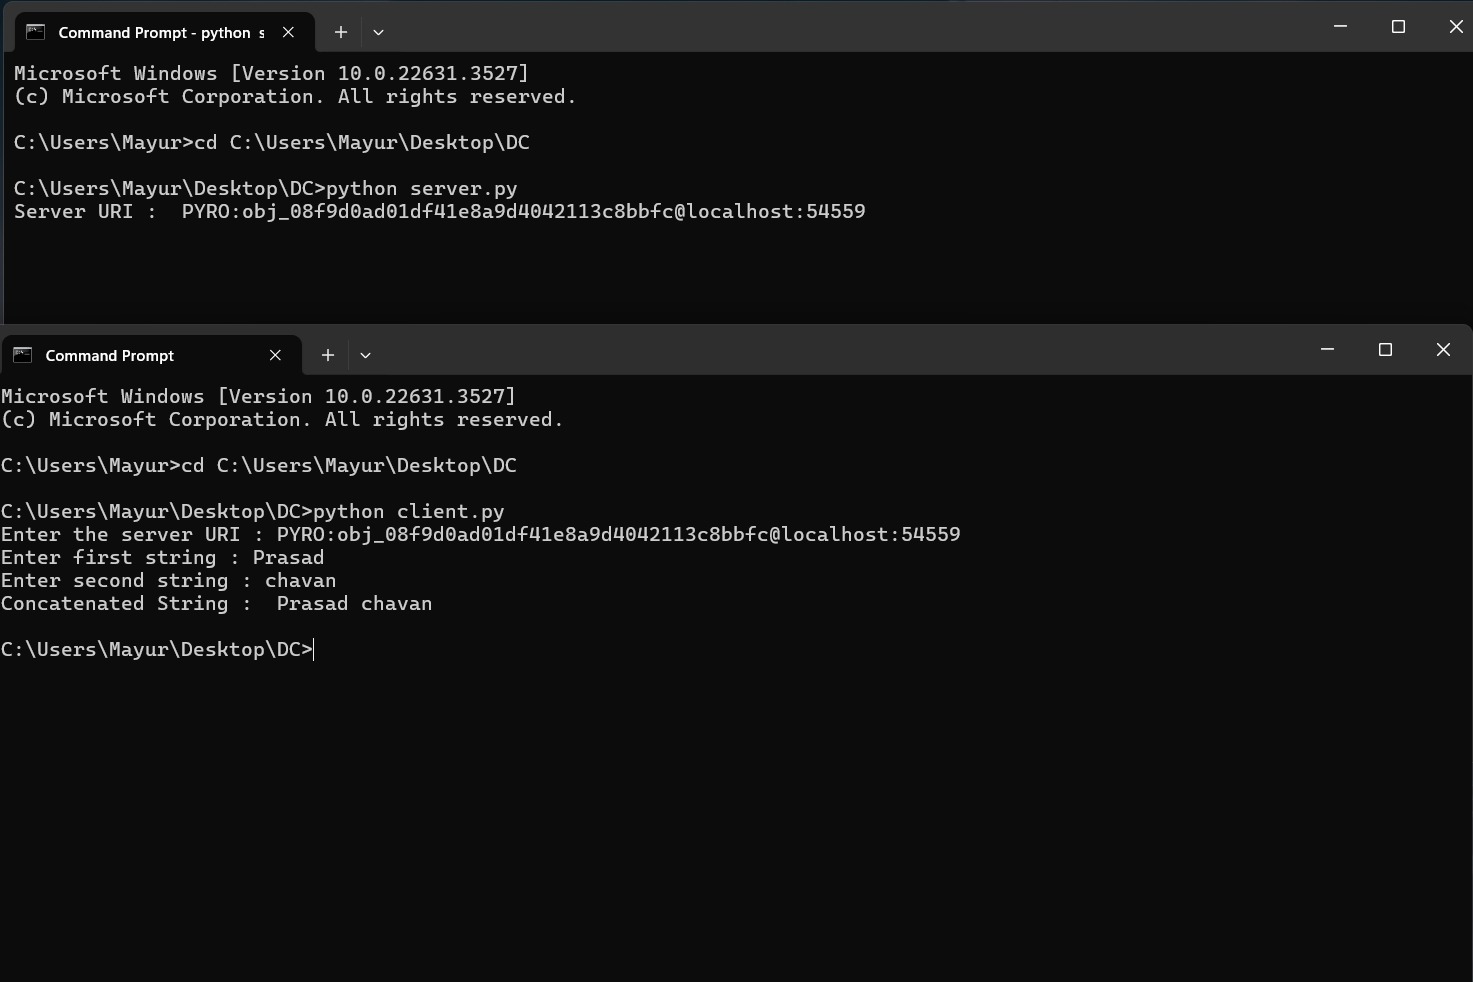 Command Prompt - python s
Microsoft Windows [Version 10.0.22631.3527]
(c) Microsoft Corporation. All rights reserved.
C:\Users\Mayur>cd C:\Users\Mayur\Desktop\DC
C:\Users\Mayur\Desktop\DC>python server.py
Server URI :  PYRO:obj_08f9d0ad01df41e8a9d4042113c8bbfc@localhost:54559
Command Prompt
Microsoft Windows [Version 10.0.22631.3527]
(c) Microsoft Corporation. All rights reserved.
C:\Users\Mayur>cd C:\Users\Mayur\Desktop\DC
C:\Users\Mayur\Desktop\DC>python client.py
Enter the server URI : PYRO:obj_08f9d0ad01df41e8a9d4042113c8bbfc@localhost:54559
Enter first string : Prasad
Enter second string : chavan
Concatenated String :  Prasad chavan
C:\Users\Mayur\Desktop\DC>